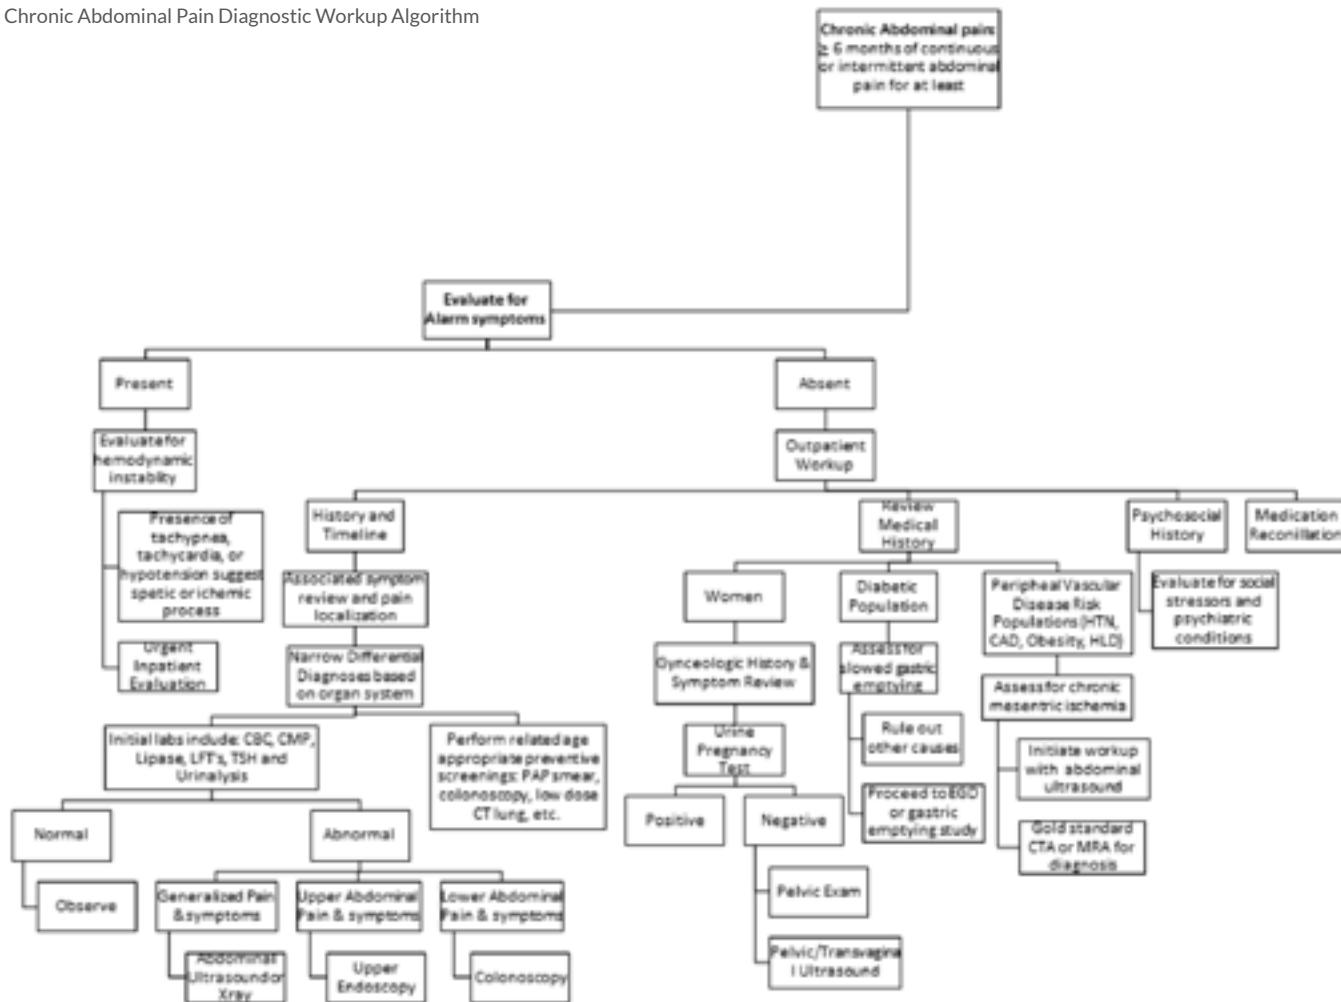 Chronic Abdominal Pain Diagnostic Workup Algorithm
Chronic Abdominal pain:
≥ 6 months of continuous
or intermittent abdominal
pain for at least
Evaluate for
Alarm symptoms
Present
Absent
Evaluate for
hemodynamic
instablity
Outpatient
Workup
Presence of
tachypnea,
tachycardia, or
hypotension suggest
spetic or ichemic
process
Urgent
Inpatient
Evaluation
History and
Timeline
Associated symptom
review and pain
localization
Narrow Differential
Diagnoses based
on organ system
Initial labs include: CBC, CMP,
Lipase, LFT's, TSH and
Urinalysis
Perform related age
appropriate preventive
screenings: PAP smear,
colonoscopy, low dose
CT lung, etc.
Normal
Observe
Abnormal
Generalized Pain
& symptoms
Abdominal
Ultrasound or
Xray
Upper Abdominal
Pain & symptoms
Upper
Endoscopy
Lower Abdominal
Pain & symptoms
Colonoscopy
Review
Medical
History
Women
Gynceologic History &
Symptom Review
Urine
Pregnancy
Test
Positive
Negative
Pelvic Exam
Pelvic/Transvagina
l Ultrasound
Diabetic
Population
Assess for
slowed gastric
emptying
Rule out
other causes
Proceed to EGD
or gastric
emptying study
Peripheal Vascular
Disease Risk
Populations (HTN,
CAD, Obesity, HLD)
Assess for chronic
mesentric ischemia
Initiate workup
with abdominal
ultrasound
Gold standard
CTA or MRA for
diagnosis
Psychosocial
History
Evaluate for social
stressors and
psychiatric
conditions
Medication
Reconillation